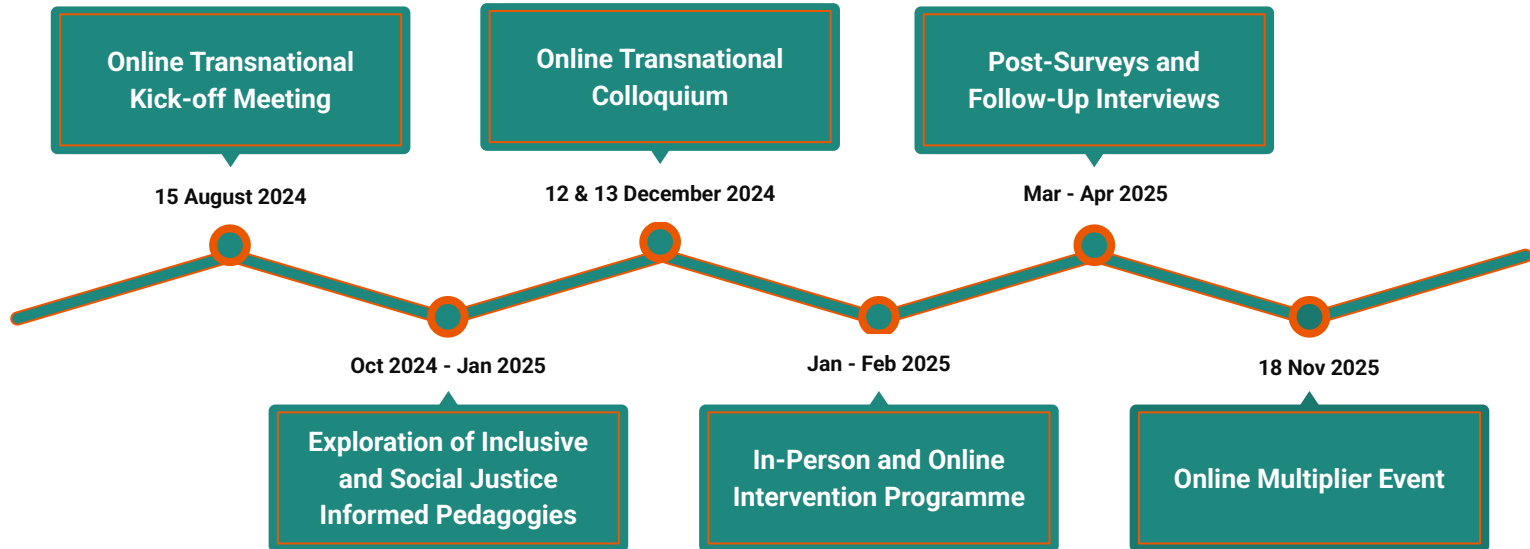 Online Transnational
Kick-off Meeting
15 August 2024
Oct 2024 - Jan 2025
Exploration of Inclusive
and Social Justice
Informed Pedagogies
Online Transnational
Colloquium
12 & 13 December 2024
Jan - Feb 2025
In-Person and Online
Intervention Programme
Post-Surveys and
Follow-Up Interviews
Mar - Apr 2025
18 Nov 2025
Online Multiplier Event